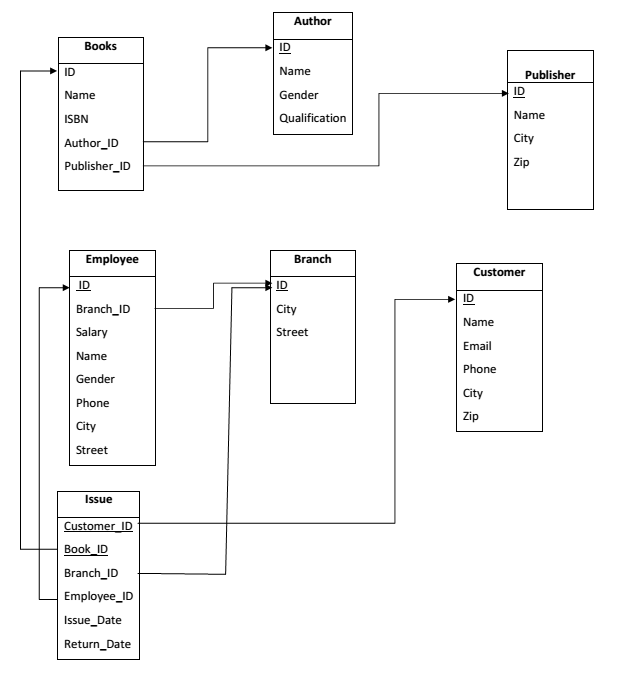 Books
ID
Name
ISBN
Author_ID
Publisher_ID
Author
ID
Name
Gender
Qualification
Publisher
ID
Name
City
Zip
Employee
ID
Branch_ID
Salary
Name
Gender
Phone
City
Street
Branch
ID
City
Street
Customer
ID
Name
Email
Phone
City
Zip
Issue
Customer_ID
Book_ID
Branch_ID
Employee_ID
Issue_Date
Return_Date